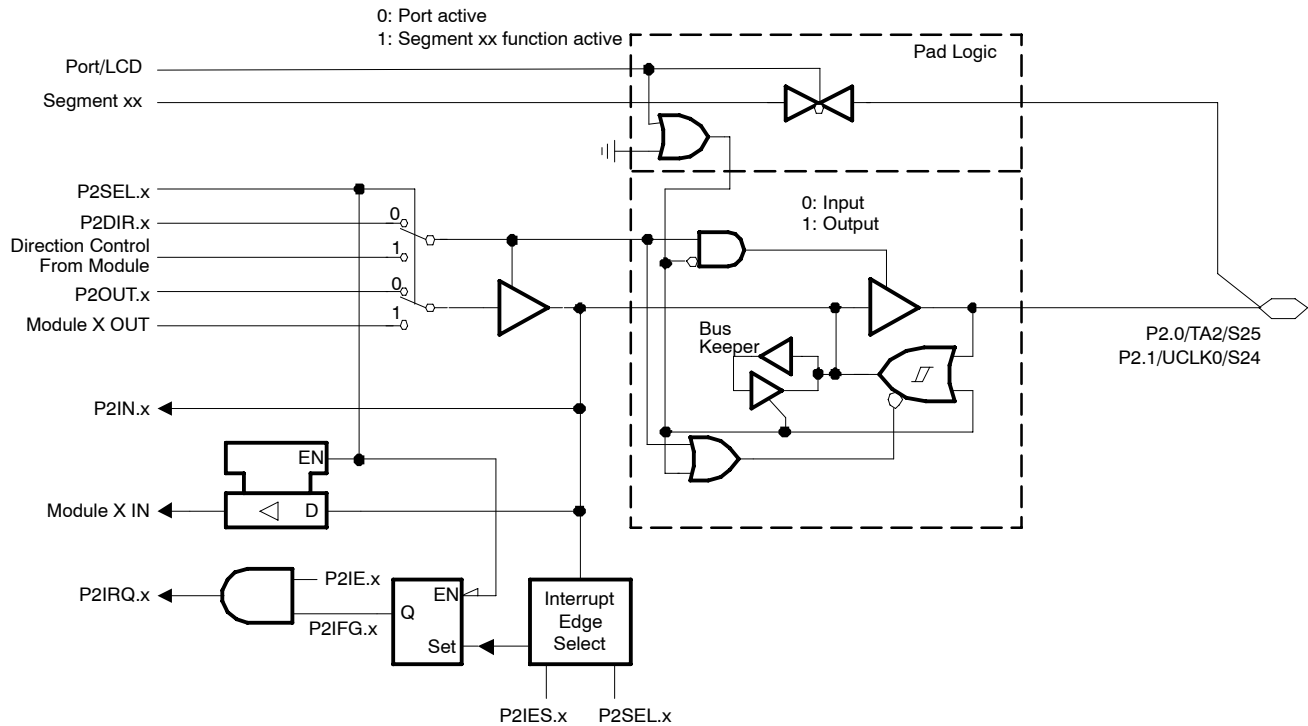 0: Port active
1: Segment xx function active
Pad Logic
Port/LCD
Segment xx
P2SEL.x
P2DIR.x
0
Direction Control
From Module
1
P2OUT.x
0
Module X OUT
1
0: Input
1: Output
Bus
Keeper
P2.0/TA2/S25
P2.1/UCLK0/S24
P2IN.x
EN
Module X IN
D
P2IRQ.x
P2IE.x
P2IFG.x
EN
Q
Set
Interrupt
Edge
Select
P2IES.x
P2SEL.x